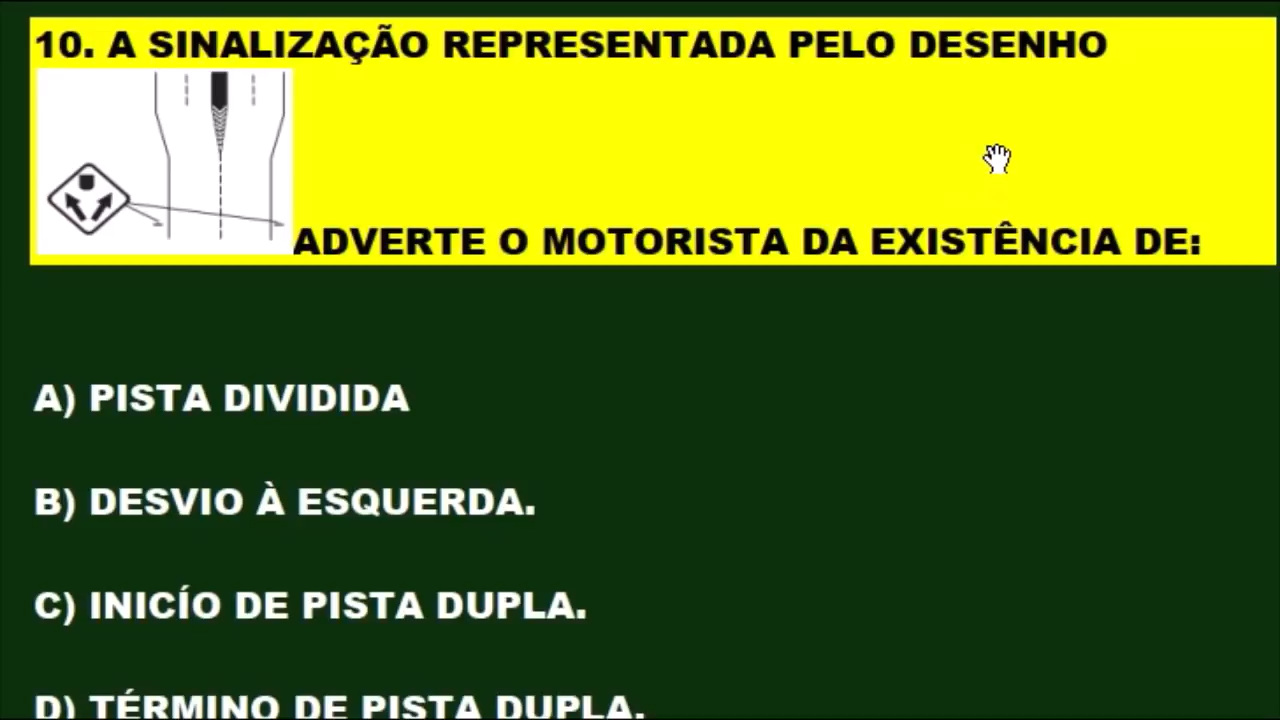 10. A SINALIZAÇÃO REPRESENTADA PELO DESENHO
ADVERTE O MOTORISTA DA EXISTÊNCIA DE:
A) PISTA DIVIDIDA
B) DESVIO À ESQUERDA.
C) INICÍO DE PISTA DUPLA.
D) TÉRMINO DE PISTA DUPLA.